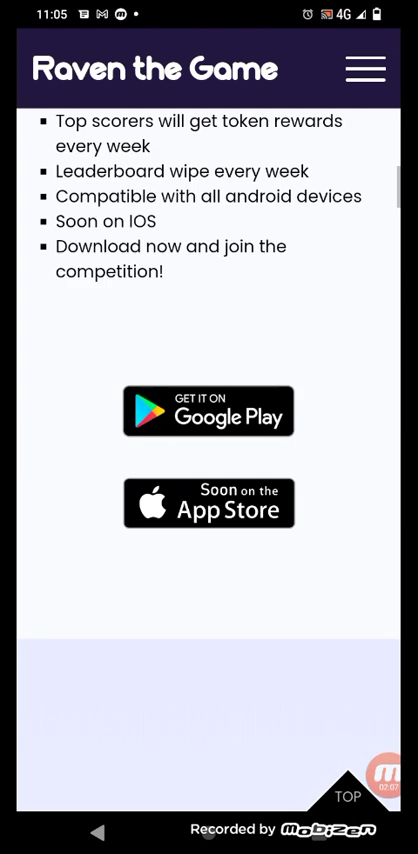 11:05 4G
Raven the Game
Top scorers will get token rewards
every week
Leaderboard wipe every week
Compatible with all android devices
Soon on IOS
Download now and join the
competition!
GET IT ON
Google Play
Soon on the
App Store
02:07
TOP
Recorded by Mobizen